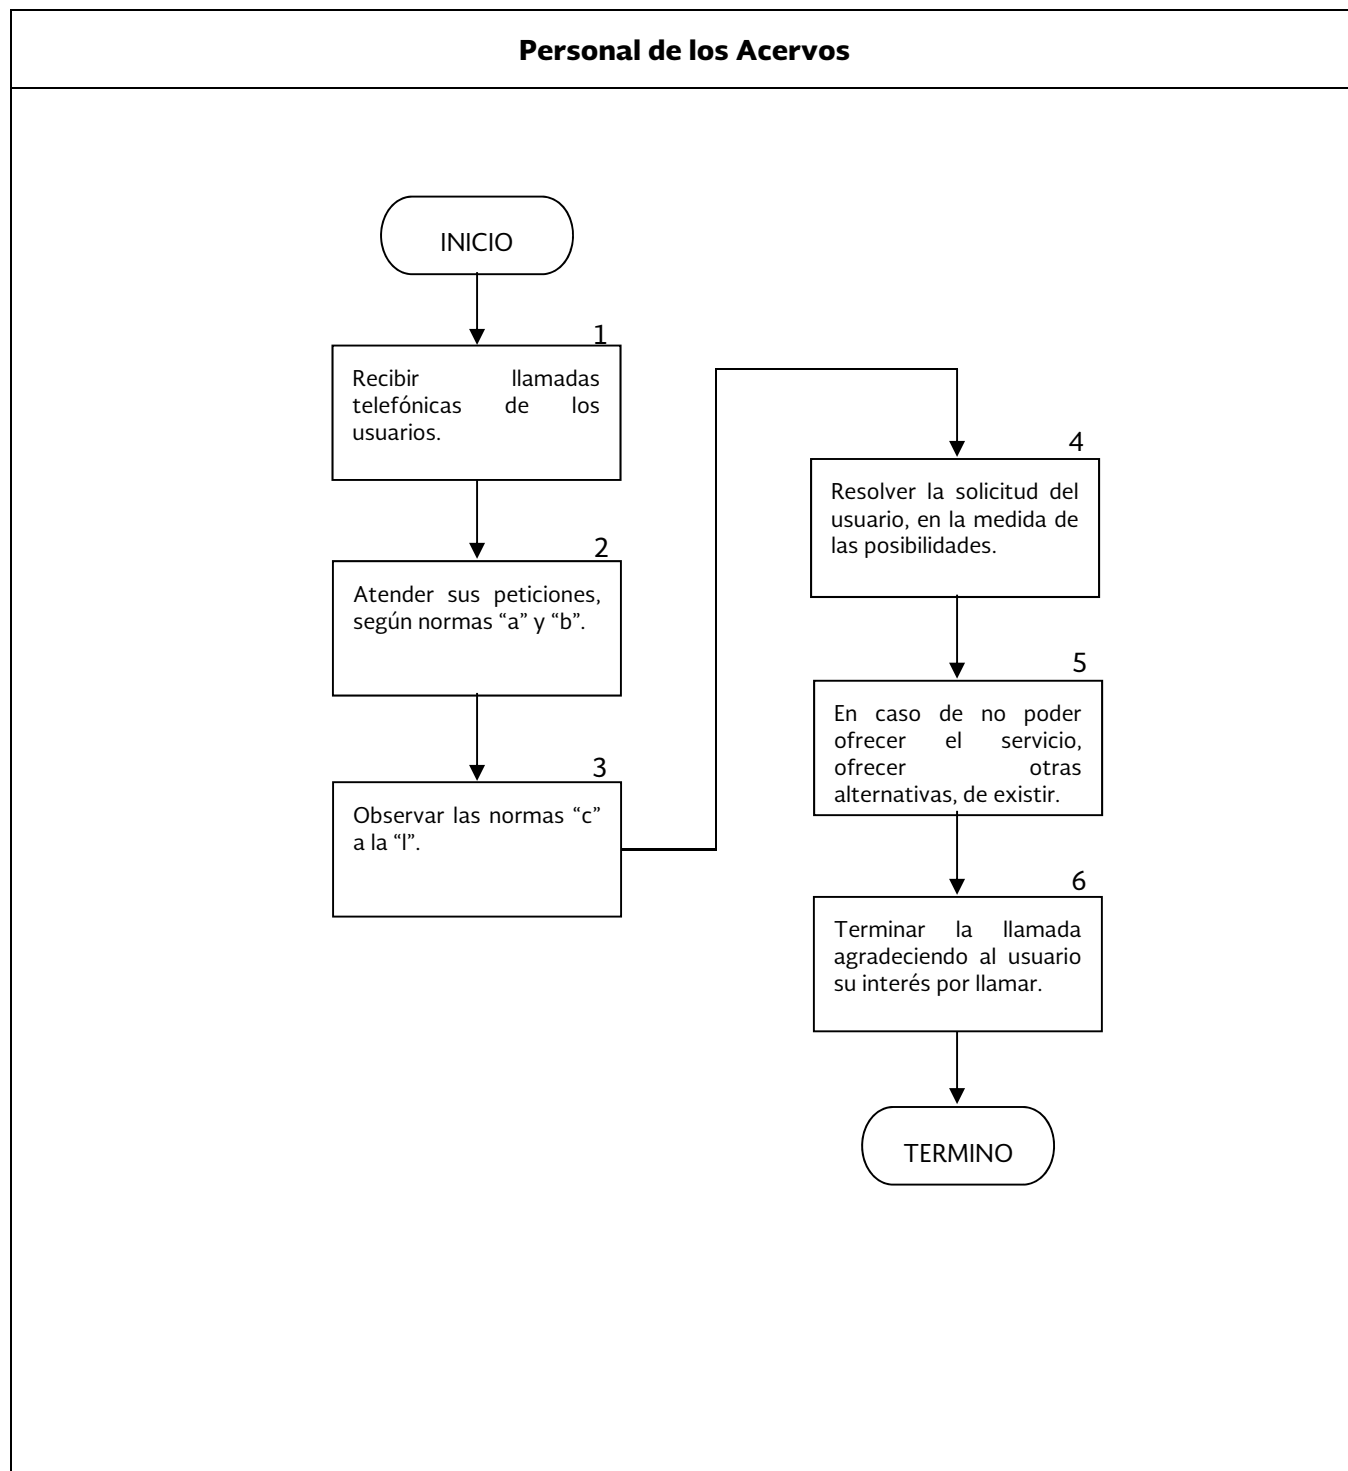 Personal de los Acervos
INICIO
1
Recibir llamadas
telefónicas de los
usuarios.
2
Atender sus peticiones,
según normas “a” y “b”.
3
Observar las normas “c”
a la “l”.
4
Resolver la solicitud del
usuario, en la medida de
las posibilidades.
5
En caso de no poder
ofrecer el servicio,
ofrecer otras
alternativas, de existir.
6
Terminar la llamada
agradeciendo al usuario
su interés por llamar.
TERMINO